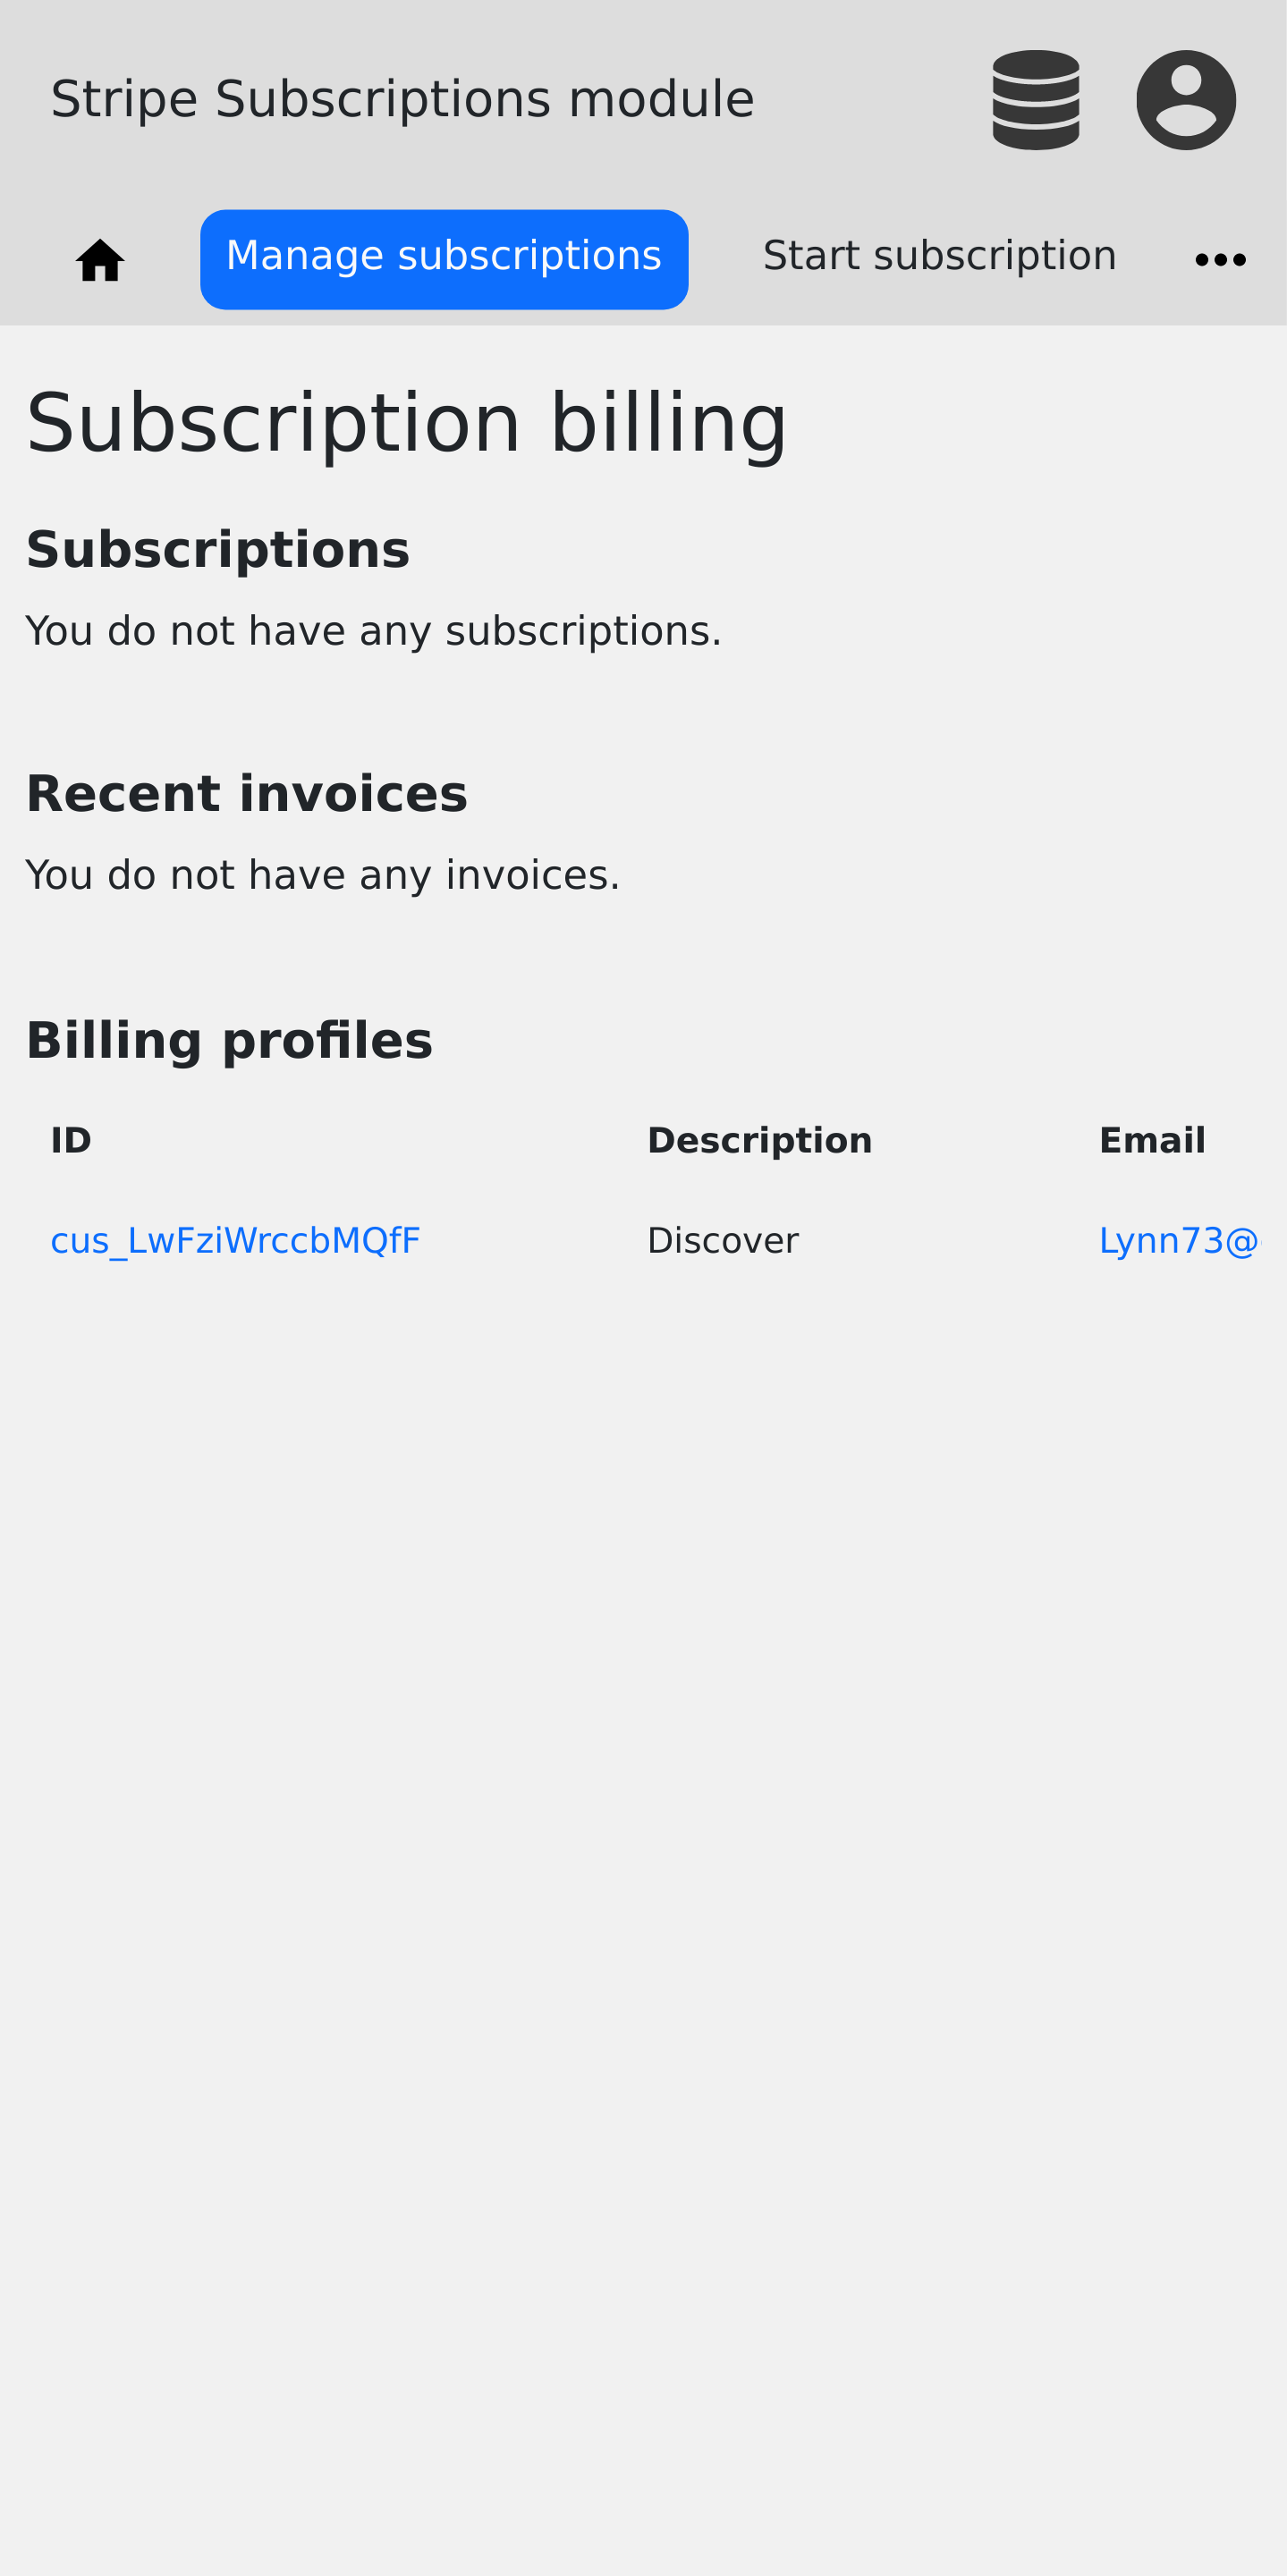 Stripe Subscriptions module
Manage subscriptions Start subscription
Subscription billing
Subscriptions
You do not have any subscriptions.
Recent invoices
You do not have any invoices.
Billing profiles
ID Description Email
cus_LwFziWrccbMQfF Discover Lynn73@